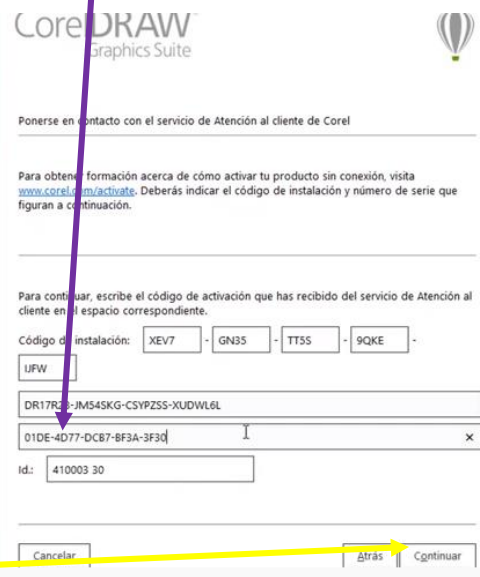 CorelDRAW
Graphics Suite
Ponerse en contacto con el servicio de Atención al cliente de Corel
Para obtener formación acerca de cómo activar tu producto sin conexión, visita
www.corel.com/activate. Deberás indicar el código de instalación y número de serie que
figuran a continuación.
Para continuar, escribe el código de activación que has recibido del servicio de Atención al
cliente en el espacio correspondiente.
Código de instalación: XEV7 - GN35 - TT5S - 9QKE -
IJFW
01DE-4D77-DCB7-BF3A-3F30
Id.: 410003 30
Cancelar Atrás Continuar